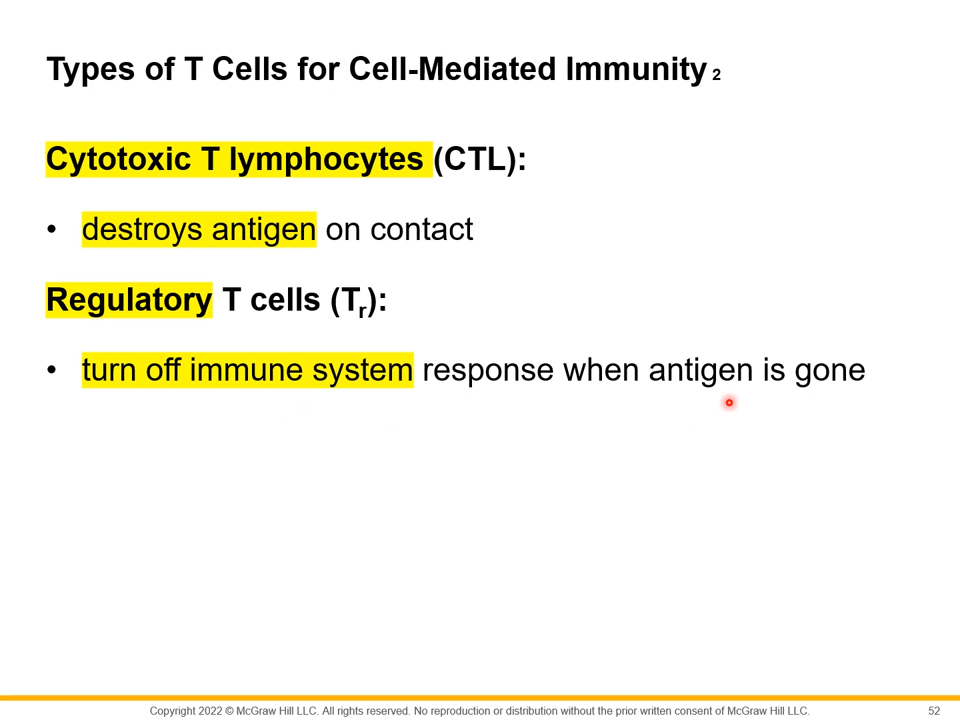 Types of T Cells for Cell-Mediated Immunity 2
Cytotoxic T lymphocytes (CTL):
• destroys antigen on contact
Regulatory T cells (Tr):
• turn off immune system response when antigen is gone
Copyright 2022 © McGraw Hill LLC. All rights reserved. No reproduction or distribution without the prior written consent of McGraw Hill LLC.
52